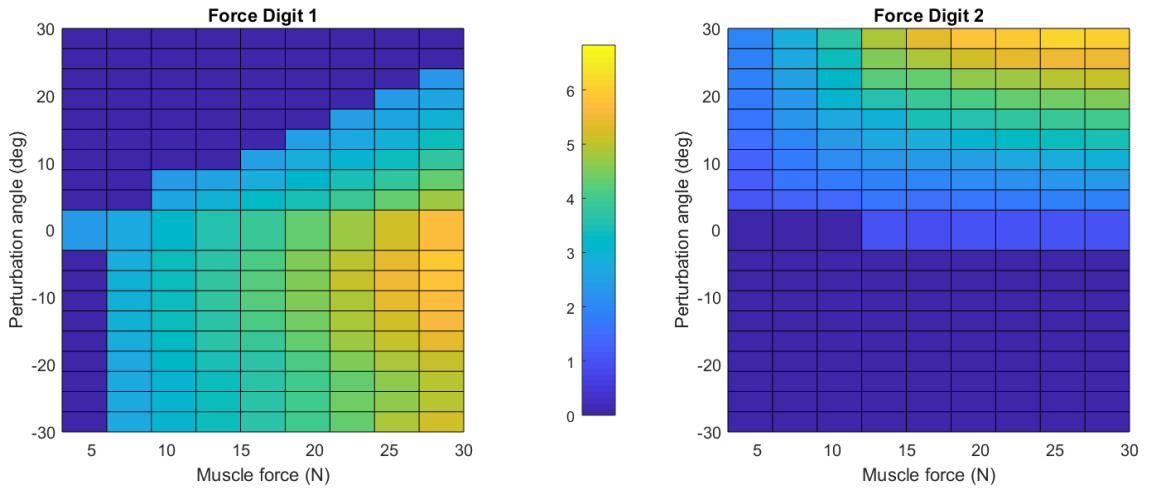 Force Digit 1
30
20
10
0
-10
-20
-30
Perturbation angle (deg)
5 10 15 20 25 30
Muscle force (N)
6
5
4
3
2
1
0
Force Digit 2
30
20
10
0
-10
-20
-30
Perturbation angle (deg)
5 10 15 20 25 30
Muscle force (N)